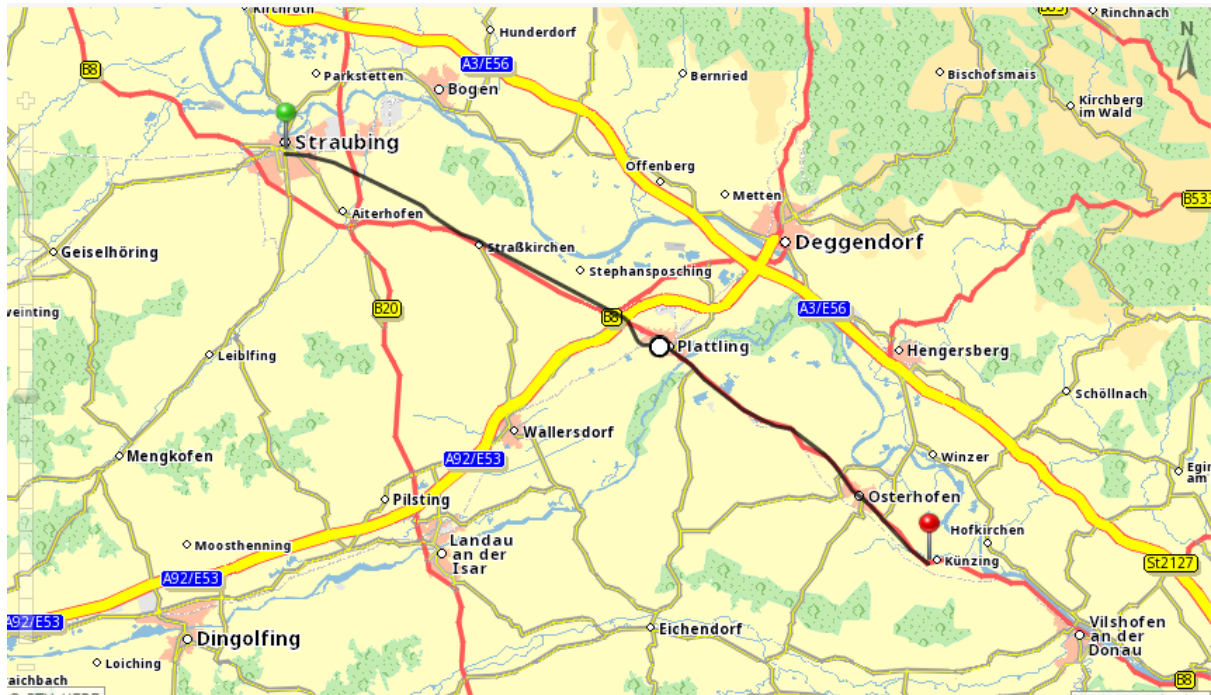 Kirchroth
B85
Rinchnach
Hunderdorf
N
A3/E56
B8
Parkstetten
Bernried
Bischofsmais
Bogen
Kirchberg
im Wald
Straubing
Offenberg
Metten
B533
Aiterhofen
Geiselhöring
Straßkirchen
Deggendorf
Stephansposching
B20
B8
A3/E56
Plattling
Hengersberg
Leiblfing
Schöllnach
Wallersdorf
Mengkofen
A92/E53
Winzer
Pilsting
Osterhofen
Moosthenning
Landau
an der
Isar
Hofkirchen
Künzing
St2127
A92/E53
A92/E53
Eichendorf
Vilshofen
an der
Donau
Dingolfing
Loiching
B8